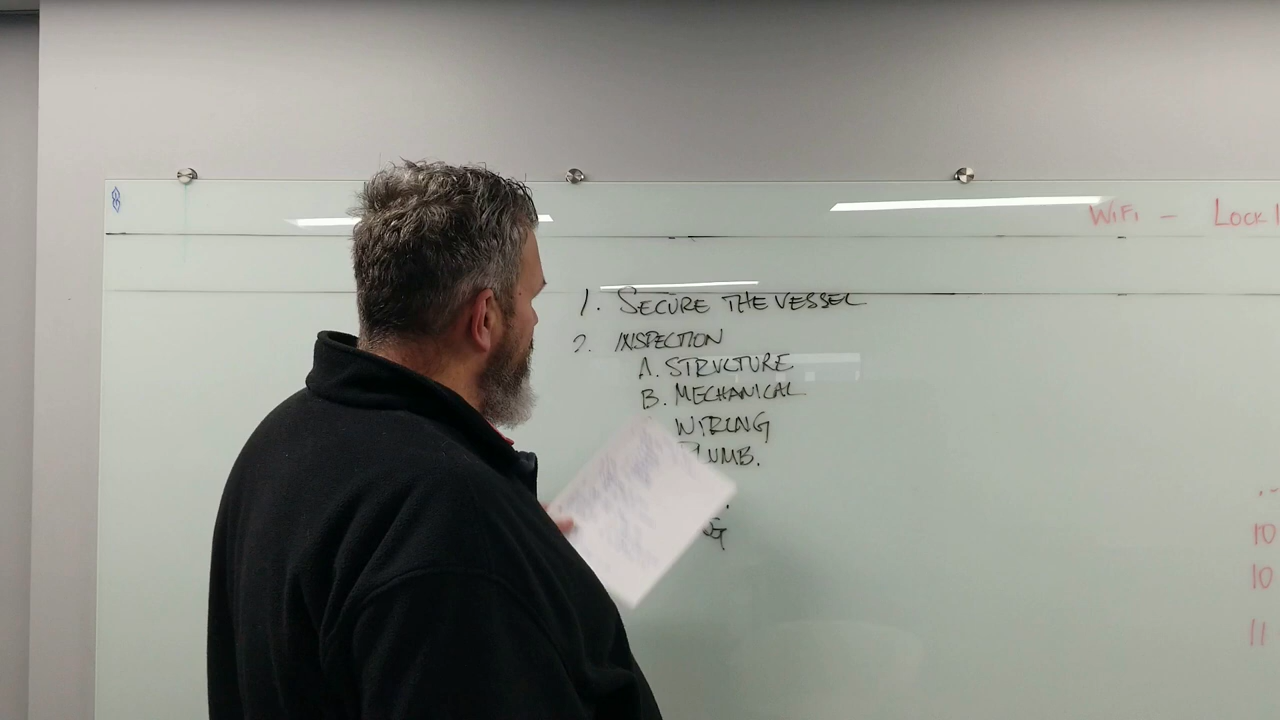 WIFI - LOCK
1. SECURE THE VESSEL
2. INSPECTION
A. STRUCTURE
B. MECHANICAL
WIRING
PLUMB.
10
10
11